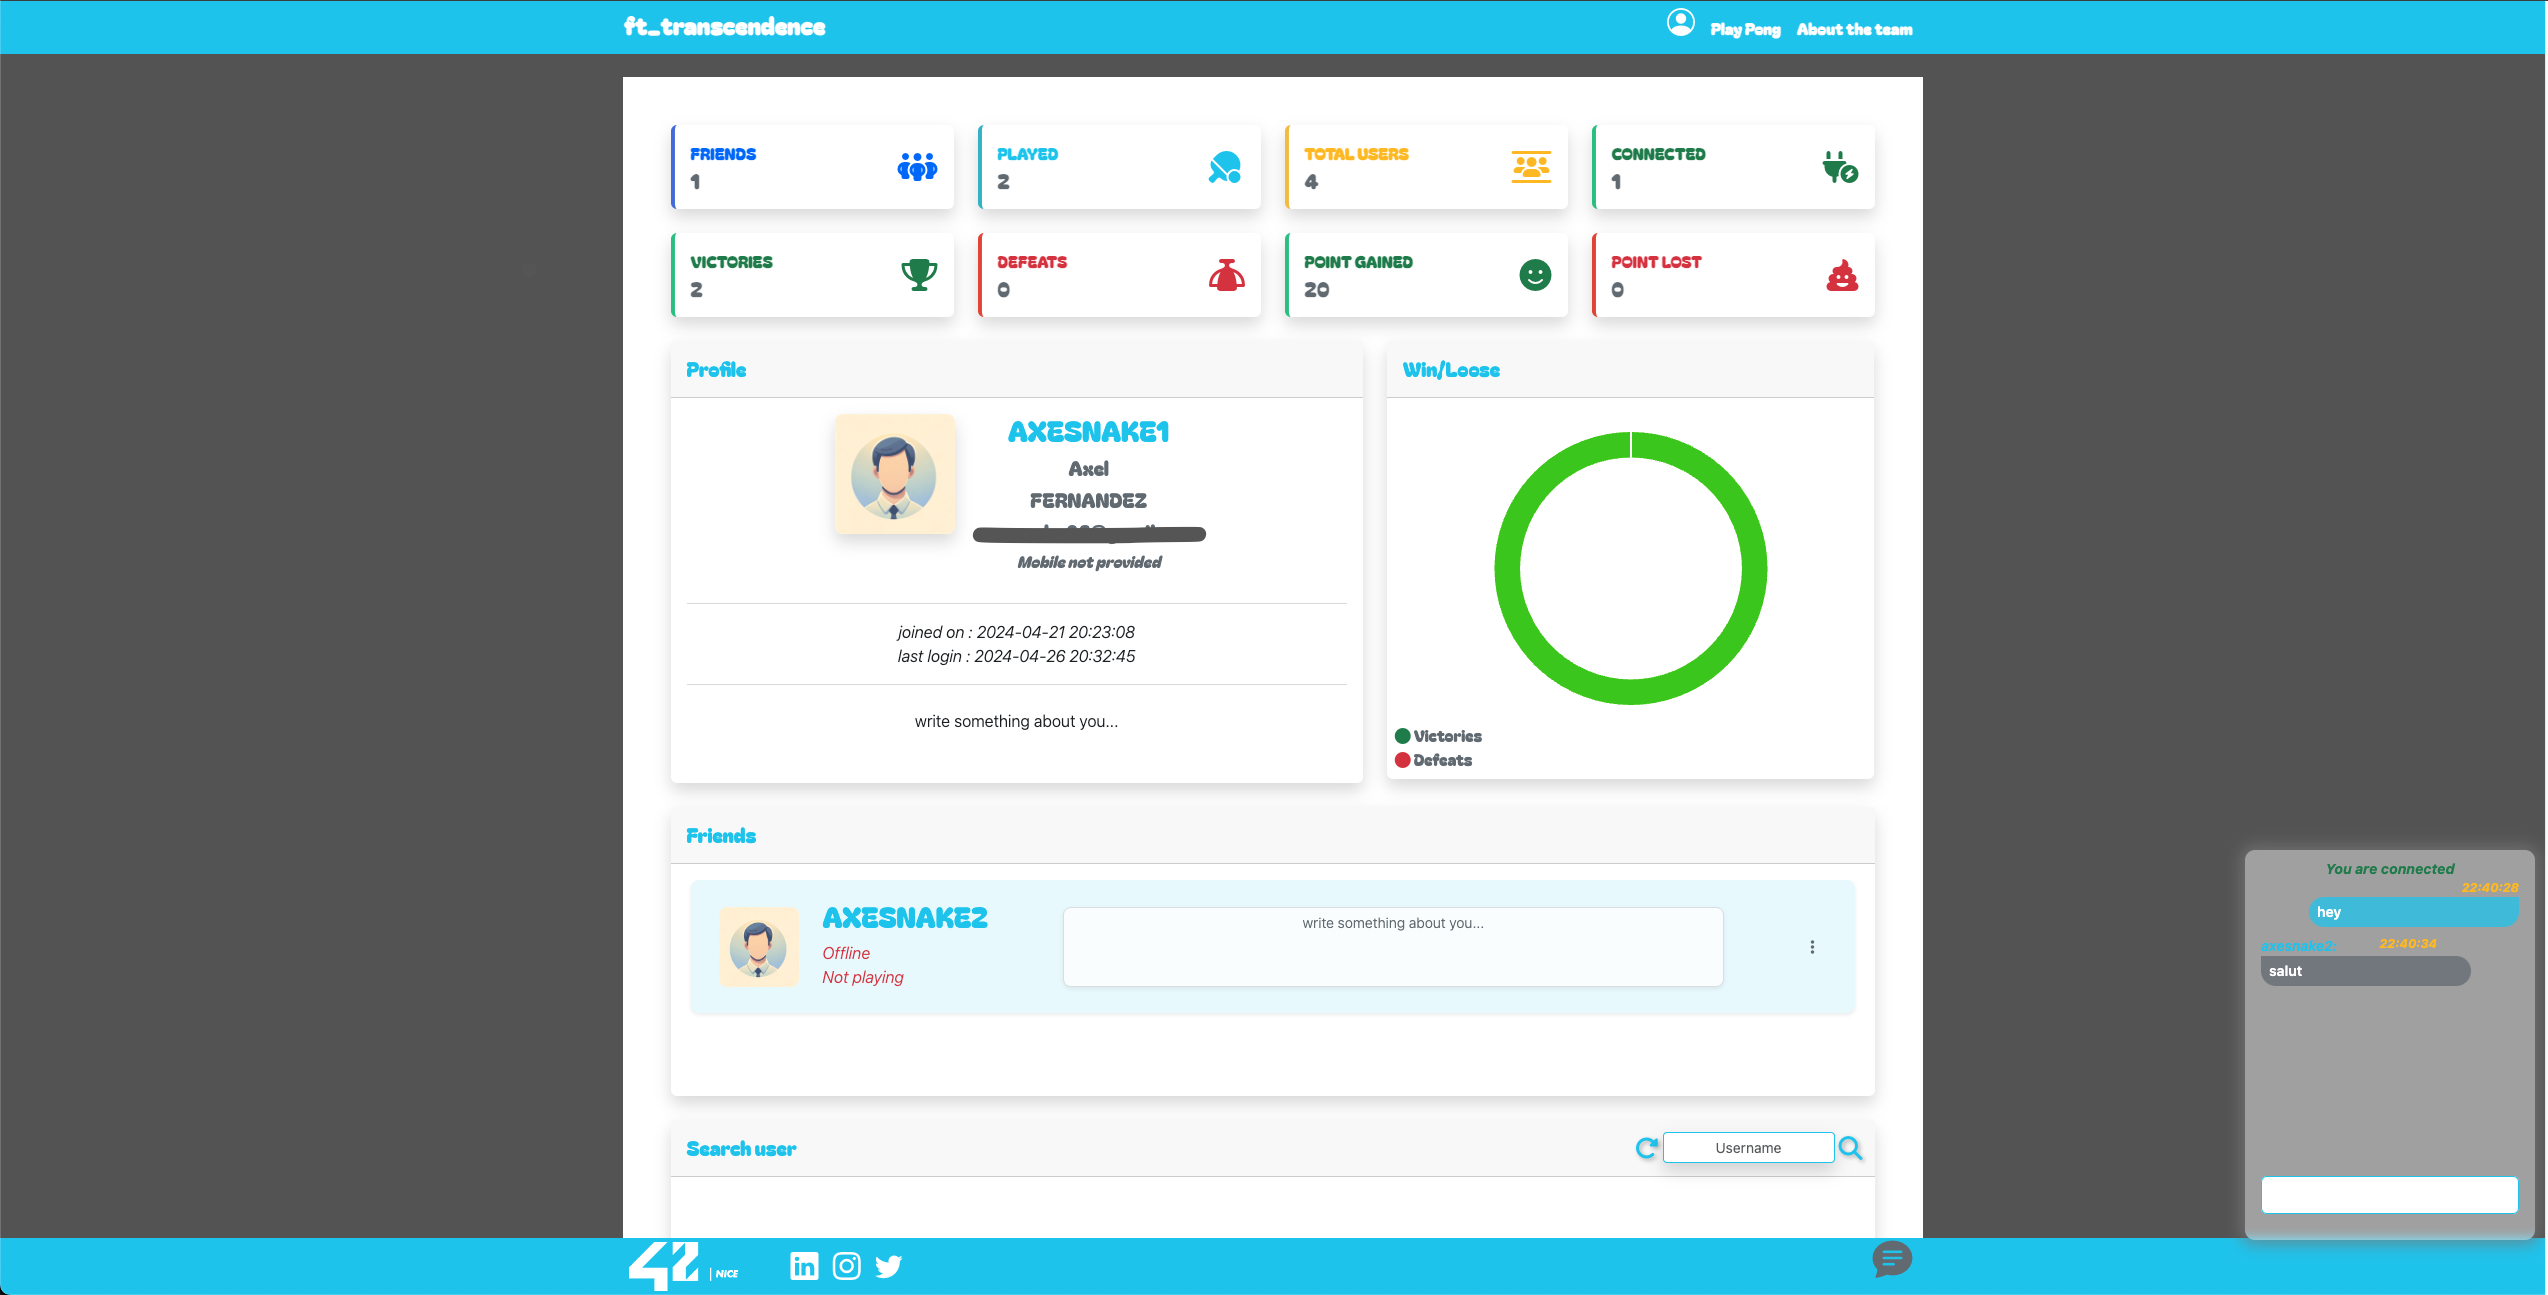 ft_transcendence
Play Pong
About the team
FRIENDS
1
PLAYED
2
TOTAL USERS
4
CONNECTED
1
VICTORIES
2
DEFEATS
0
POINT GAINED
20
POINT LOST
0
Profile
AXESNAKE1
Axel
FERNANDEZ
Mobile not provided
joined on : 2024-04-21 20:23:08
last login : 2024-04-26 20:32:45
write something about you...
Win/Loose
Victories
Defeats
Friends
AXESNAKE2
Offline
Not playing
write something about you...
Search user
Username
You are connected
22:40:28
hey
axesnake2:
22:40:34
salut
42 | NICE